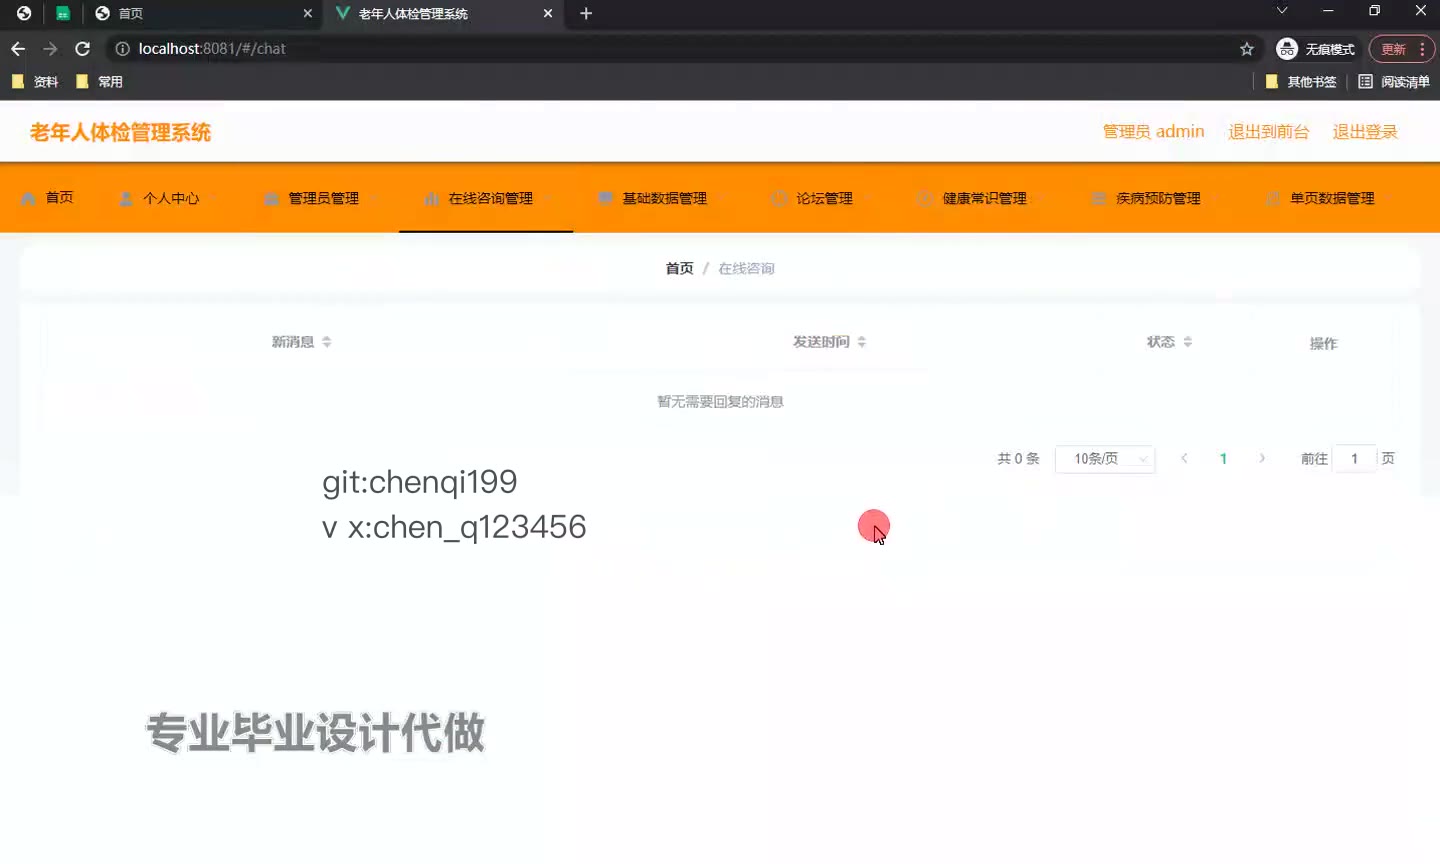 首页
老年人体检管理系统
localhost:8081/#/chat
无痕模式
更新
资料
常用
其他书签
阅读清单
老年人体检管理系统
管理员 admin
退出到前台
退出登录
首页
个人中心
管理员管理
在线咨询管理
基础数据管理
论坛管理
健康常识管理
疾病预防管理
单页数据管理
首页 / 在线咨询
新消息
发送时间
状态
操作
暂无需要回复的消息
共 0 条
10条/页
1
前往 1 页
git:chenqi199
v x:chen_q123456
专业毕业设计代做